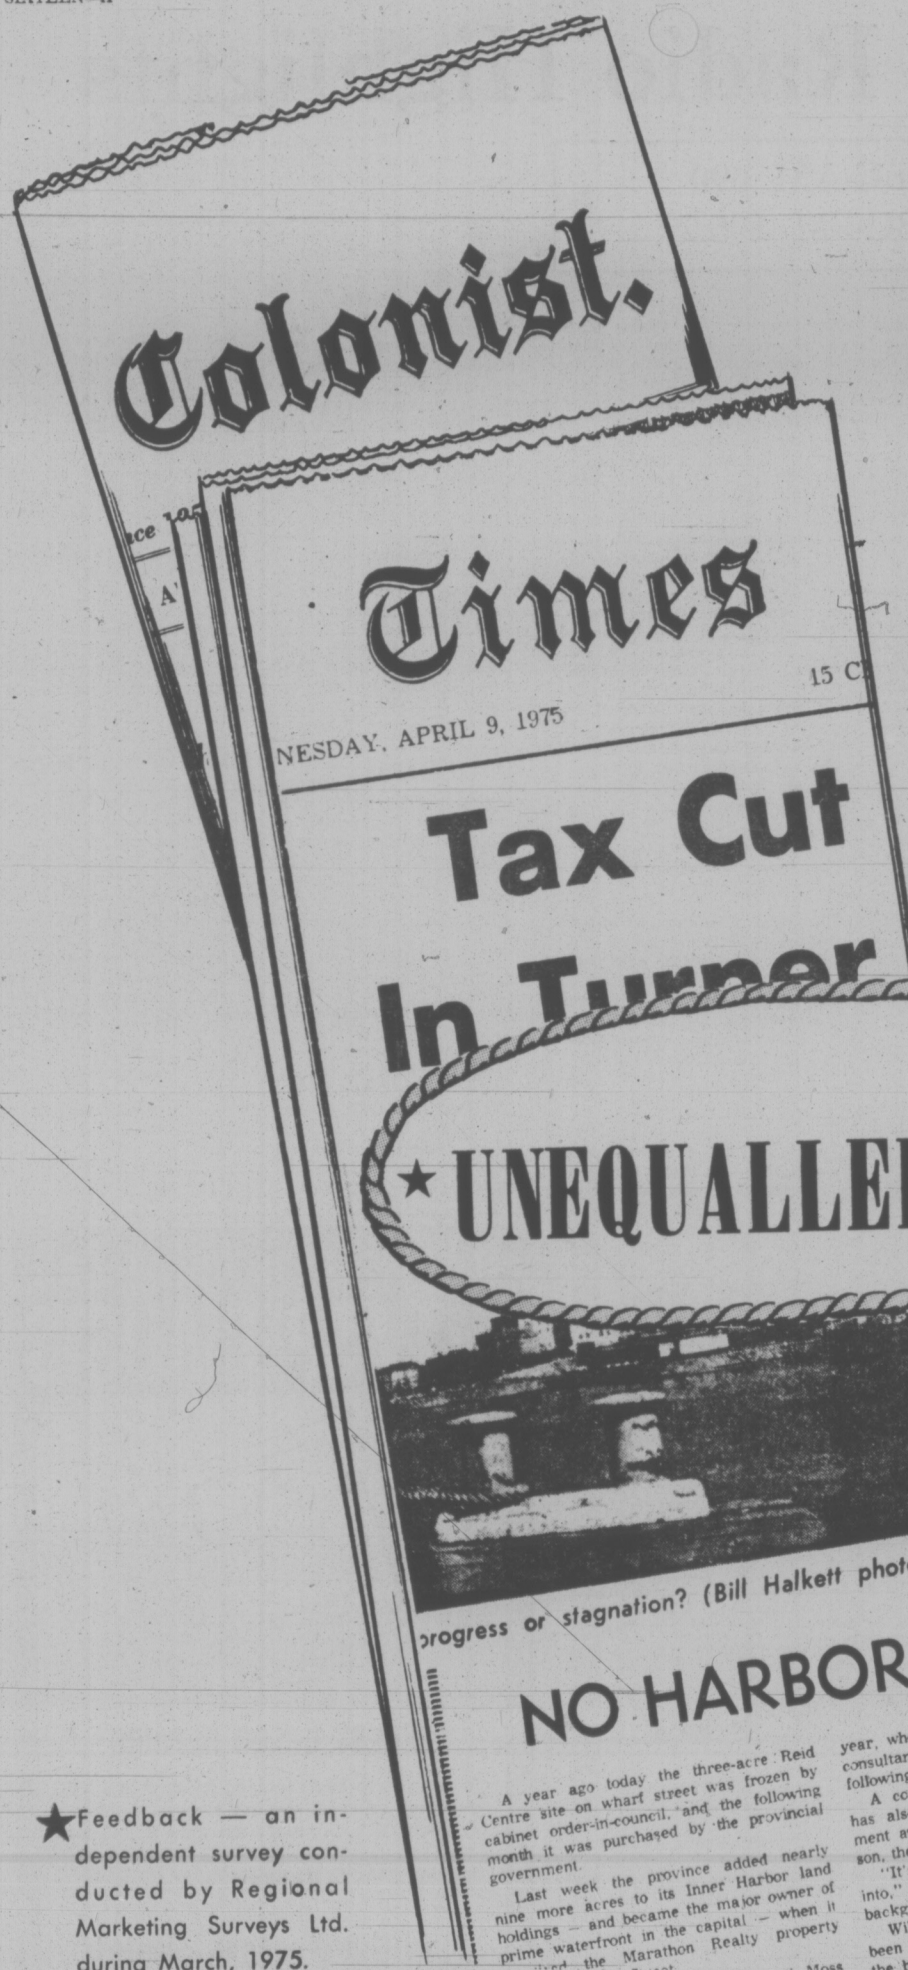 Colonist.
Times
15
NESDAY, APRIL 9, 1975
Tax Cut
In Turner
★ UNEQUALLE
progress or stagnation? (Bill Halkett phot
NO HARBOR
A year ago today the three-acre Reid
Centre site on wharf street was frozen by
cabinet order-in-council, and the following
month it was purchased by the provincial
government.
Last week the province added nearly
nine more acres to its Inner Harbor land
holdings — and became the major owner of
prime waterfront in the capital — when it
the Marathon Realty property
year, wh
consultan
following
A co
has als
ment a
son, the
"It'
into,"
backg
Wi
been
★Feedback — an in-
dependent survey con-
ducted by Regional
Marketing Surveys Ltd.
during March, 1975.